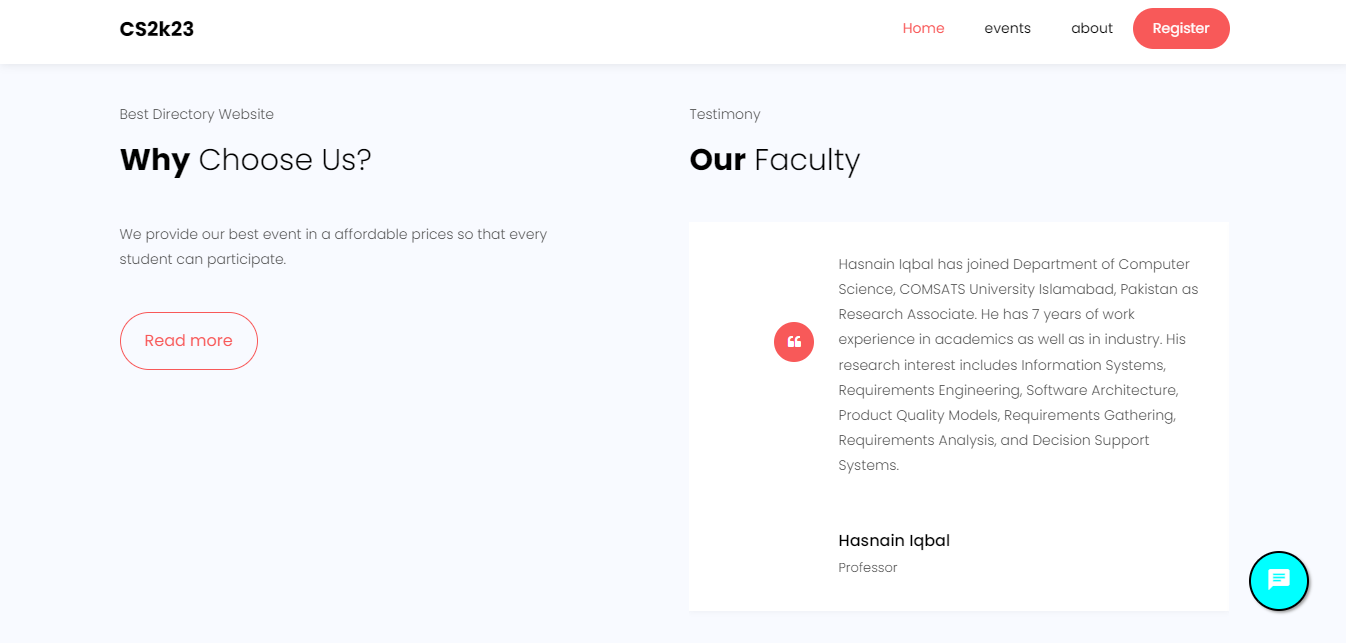 CS2k23
Home
events
about
Register
Best Directory Website
Why Choose Us?
We provide our best event in a affordable prices so that every
student can participate.
Read more
Testimony
Our Faculty
Hasnain Iqbal has joined Department of Computer
Science, COMSATS University Islamabad, Pakistan as
Research Associate. He has 7 years of work
experience in academics as well as in industry. His
research interest includes Information Systems,
Requirements Engineering, Software Architecture,
Product Quality Models, Requirements Gathering,
Requirements Analysis, and Decision Support
Systems.
Hasnain Iqbal
Professor